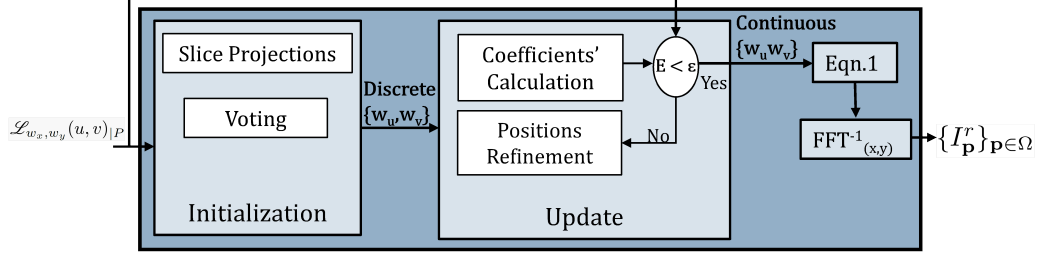 Slice Projections
Voting
Initialization
ℒ_{w_x,w_y}(u, v)_{|P}
Discrete
{w_u,w_v}
Coefficients'
Calculation
E < ε
Yes
No
Positions
Refinement
Update
Continuous
{w_u w_v}
Eqn.1
FFT⁻¹_{(x,y)}
{I^r_𝐩}_{𝐩∈Ω}